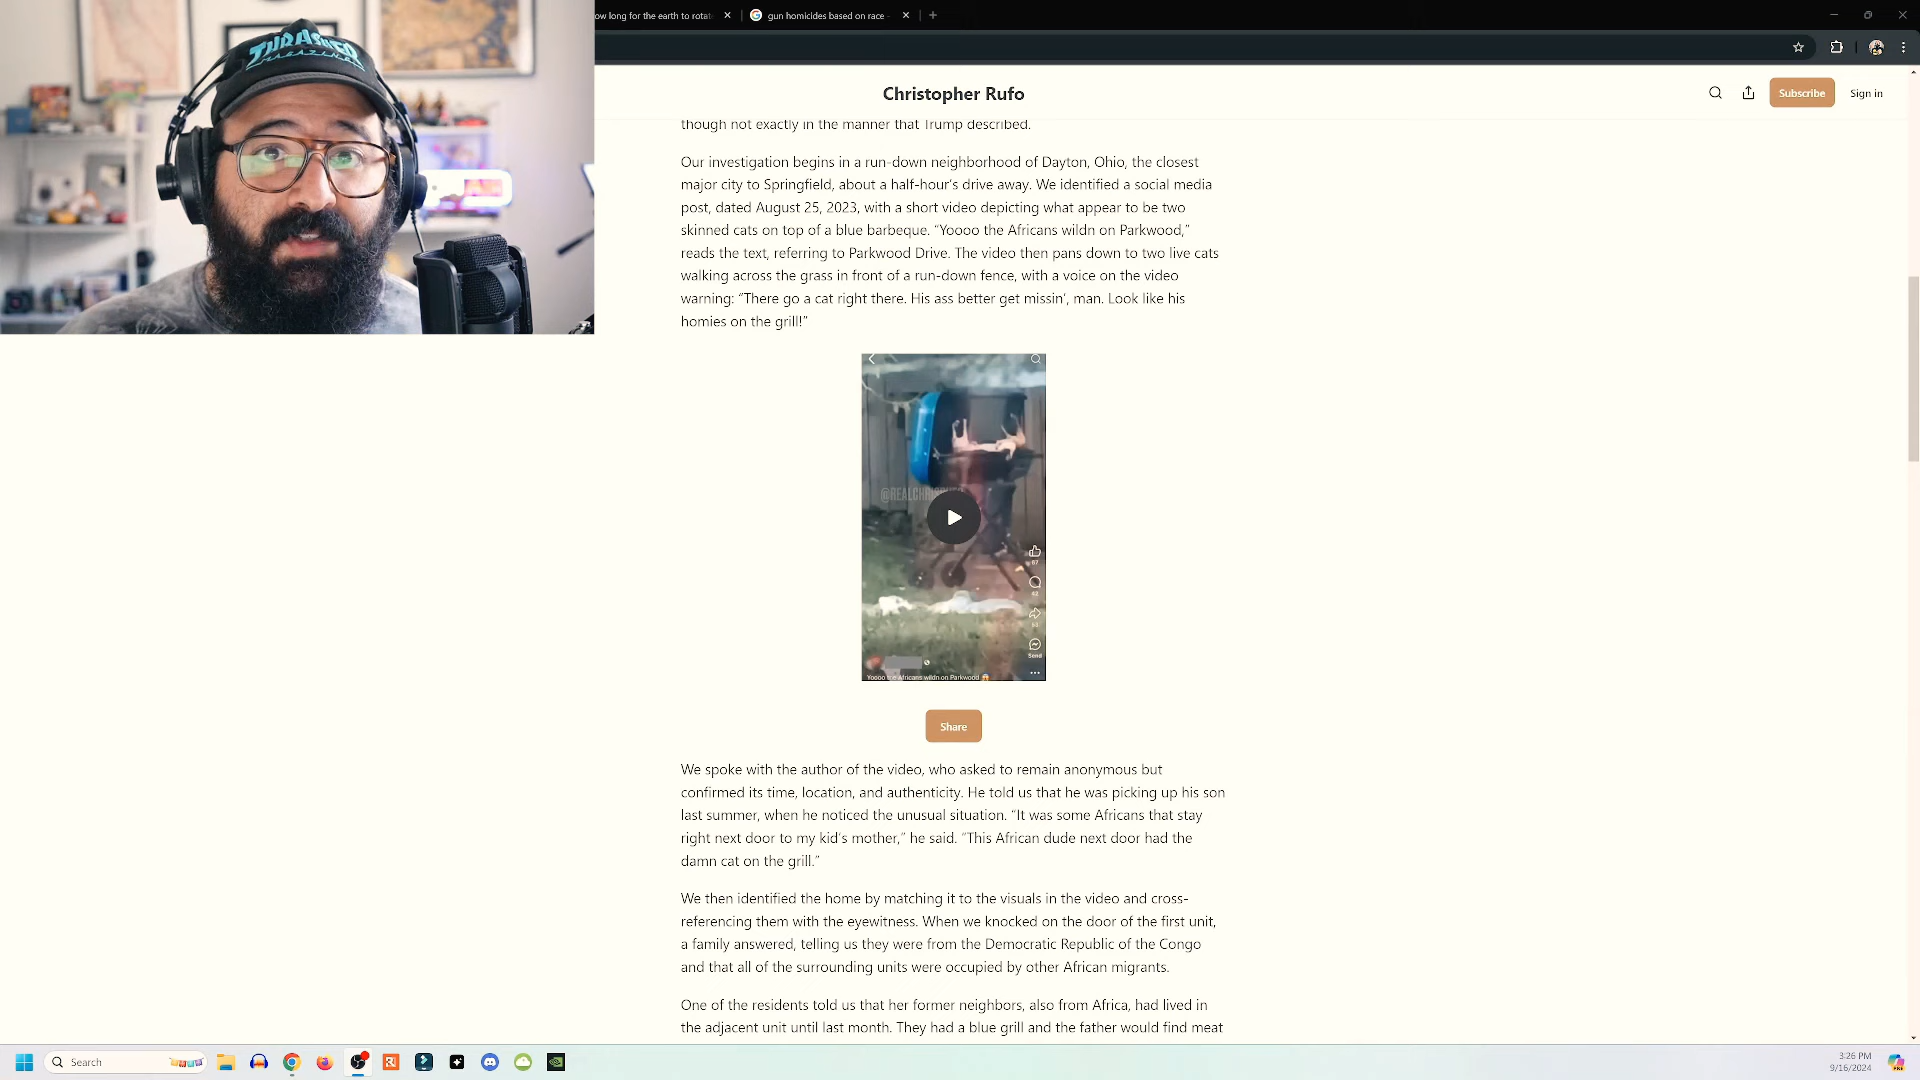 THRASHER
MAGAZINE
ow long for the earth to rotat
gun homicides based on race -
Christopher Rufo
Subscribe
Sign in
though not exactly in the manner that Trump described.
Our investigation begins in a run-down neighborhood of Dayton, Ohio, the closest
major city to Springfield, about a half-hour's drive away. We identified a social media
post, dated August 25, 2023, with a short video depicting what appear to be two
skinned cats on top of a blue barbeque. “Yoooo the Africans wildn on Parkwood,”
reads the text, referring to Parkwood Drive. The video then pans down to two live cats
walking across the grass in front of a run-down fence, with a voice on the video
warning: “There go a cat right there. His ass better get missin’, man. Look like his
homies on the grill!”
Send
Yoooo the Africans wildn on Parkwood
Share
We spoke with the author of the video, who asked to remain anonymous but
confirmed its time, location, and authenticity. He told us that he was picking up his son
last summer, when he noticed the unusual situation. “It was some Africans that stay
right next door to my kid’s mother,” he said. “This African dude next door had the
damn cat on the grill.”
We then identified the home by matching it to the visuals in the video and cross-
referencing them with the eyewitness. When we knocked on the door of the first unit,
a family answered, telling us they were from the Democratic Republic of the Congo
and that all of the surrounding units were occupied by other African migrants.
One of the residents told us that her former neighbors, also from Africa, had lived in
the adjacent unit until last month. They had a blue grill and the father would find meat
Search
3:26 PM
9/16/2024